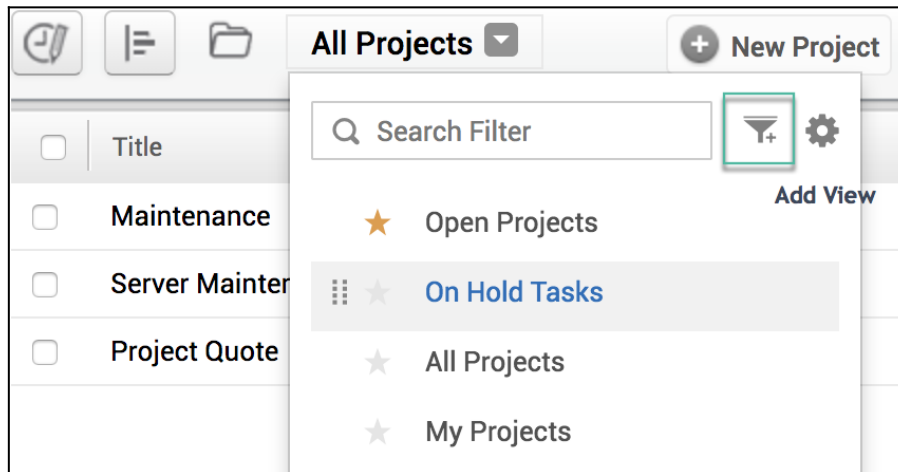 All Projects
New Project
Title
Search Filter
Add View
Maintenance
Open Projects
Server Mainter
On Hold Tasks
Project Quote
All Projects
My Projects